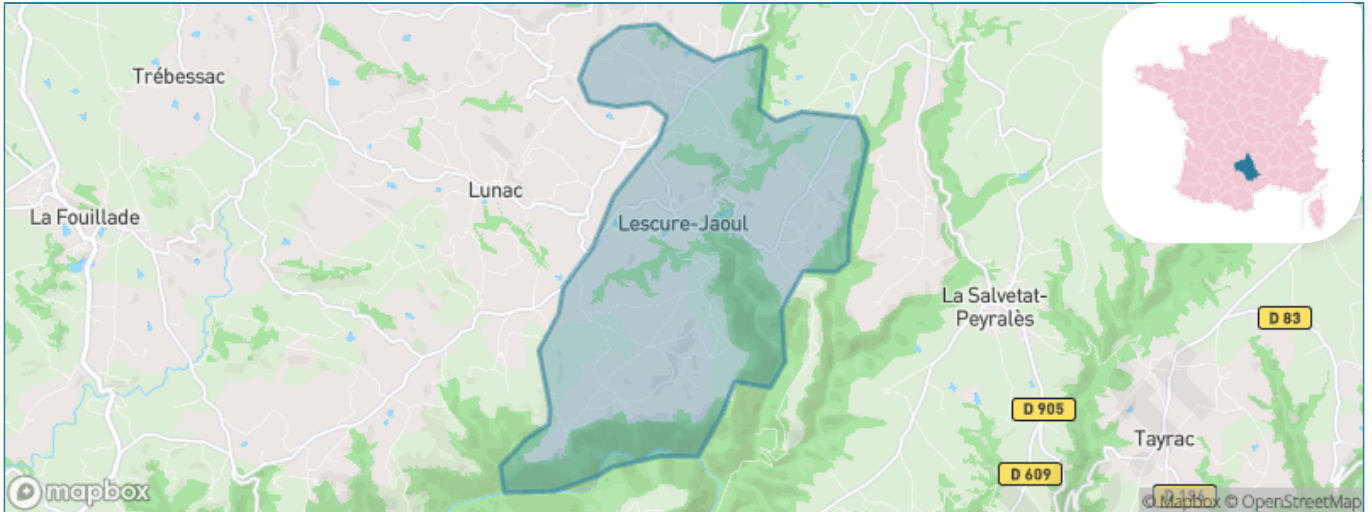 Trébessac
Lunac
La Fouillade
Lescure-Jaoul
La Salvetat-
Peyralès
D 83
D 905
Tayrac
D 609
mapbox
© Mapbox © OpenStreetMap